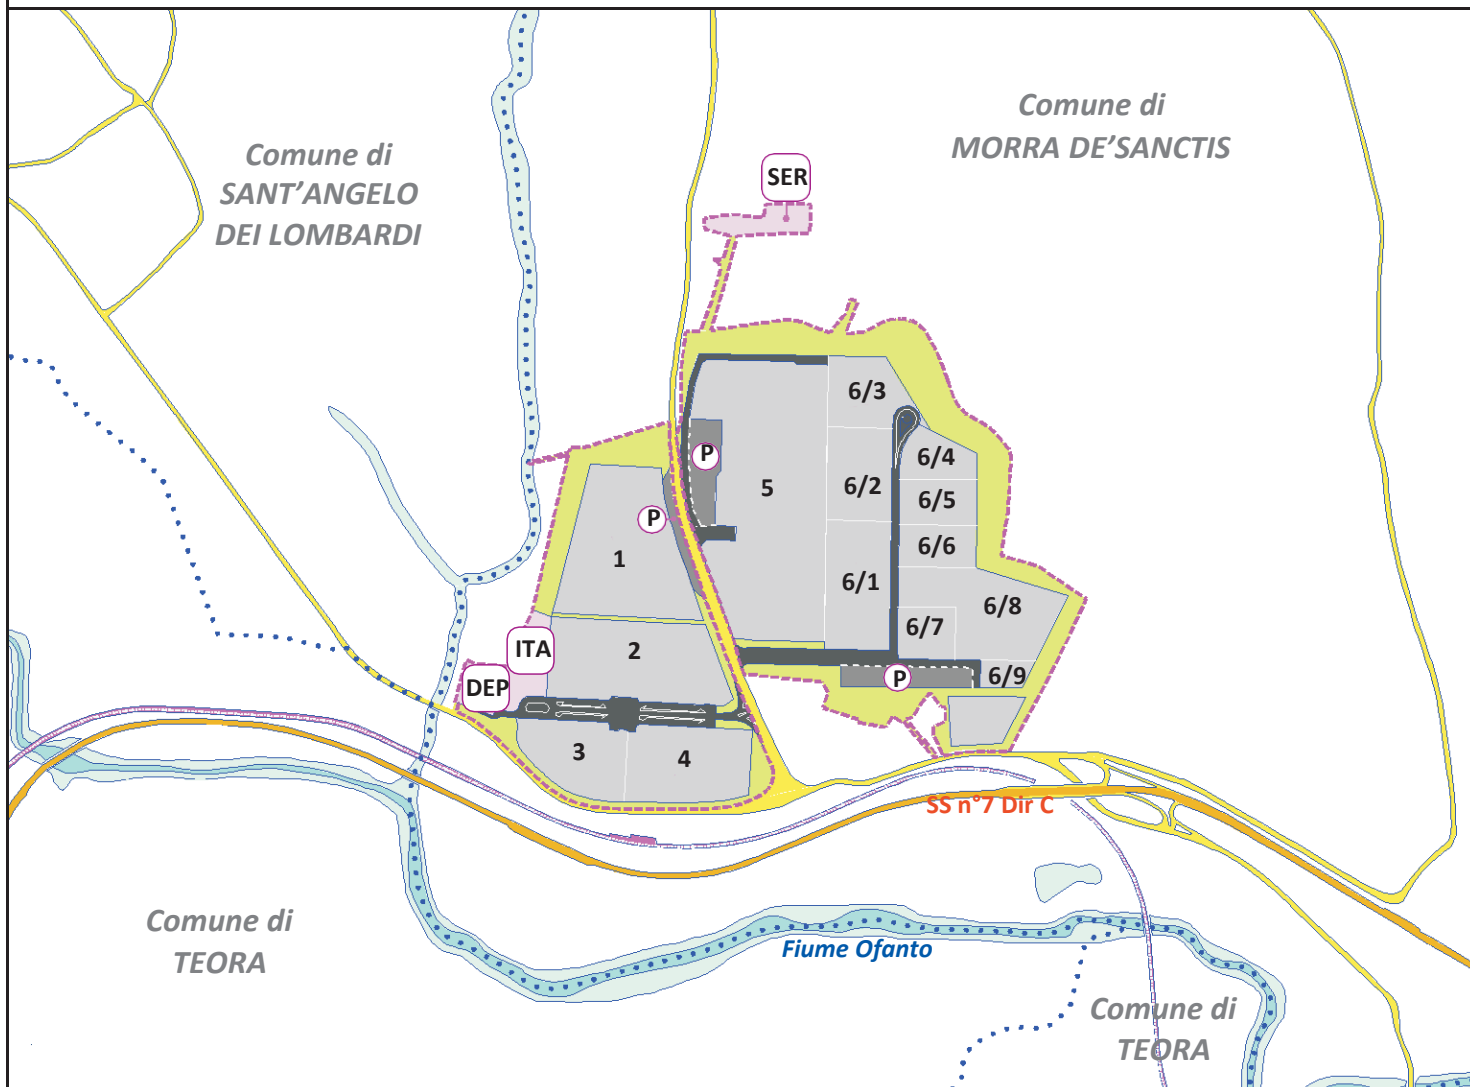 Comune di
MORRA DE'SANCTIS
Comune di
SANT'ANGELO
DEI LOMBARDI
SER
6/3
P
6/4
5
6/2
6/5
P
6/6
1
6/1
6/8
6/7
ITA
2
6/9
DEP
P
3
4
SS n°7 Dir C
Comune di
TEORA
Fiume Ofanto
Comune di
TEORA